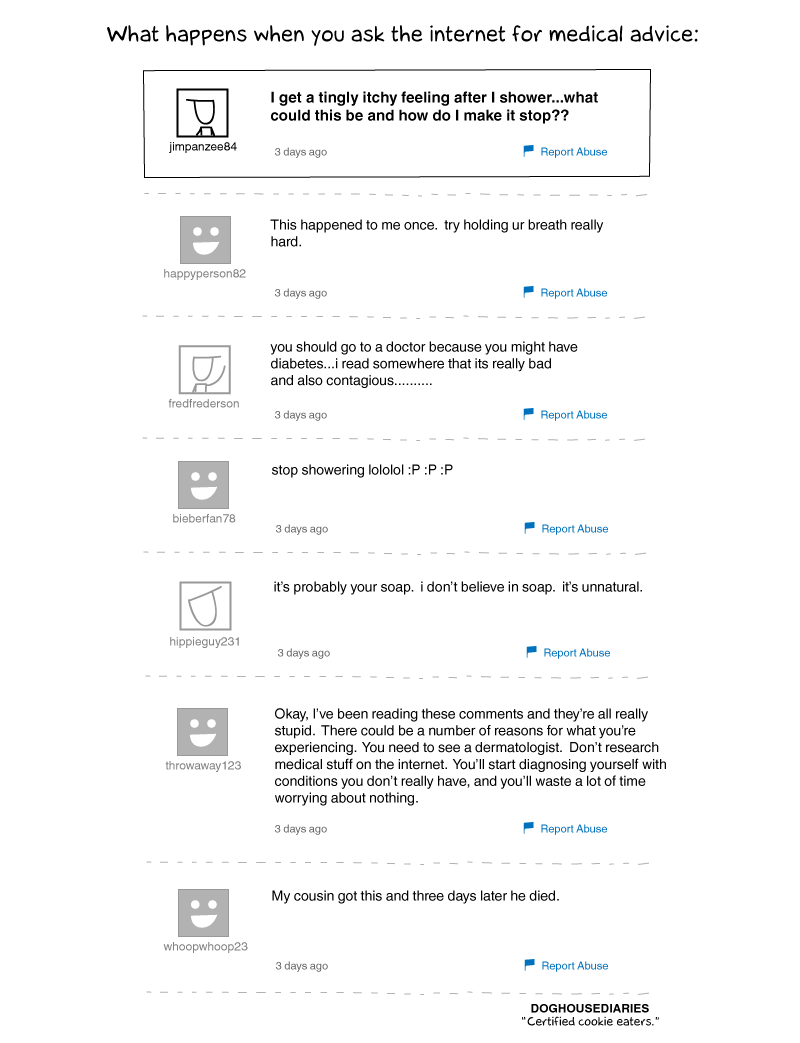 What happens when you ask the internet for medical advice:
I get a tingly itchy feeling after I shower...what
could this be and how do I make it stop??
jimpanzee84
3 days ago
Report Abuse
This happened to me once. try holding ur breath really
hard.
happyperson82
3 days ago
Report Abuse
you should go to a doctor because you might have
diabetes...i read somewhere that its really bad
and also contagious..........
fredfrederson
3 days ago
Report Abuse
stop showering lololol :P :P :P
bieberfan78
3 days ago
Report Abuse
it's probably your soap. i don't believe in soap. it's unnatural.
hippieguy231
3 days ago
Report Abuse
Okay, I've been reading these comments and they're all really
stupid. There could be a number of reasons for what you're
experiencing. You need to see a dermatologist. Don't research
medical stuff on the internet. You'll start diagnosing yourself with
conditions you don't really have, and you'll waste a lot of time
worrying about nothing.
throwaway123
3 days ago
Report Abuse
My cousin got this and three days later he died.
whoopwhoop23
3 days ago
Report Abuse
DOGHOUSEDIARIES
"Certified cookie eaters."